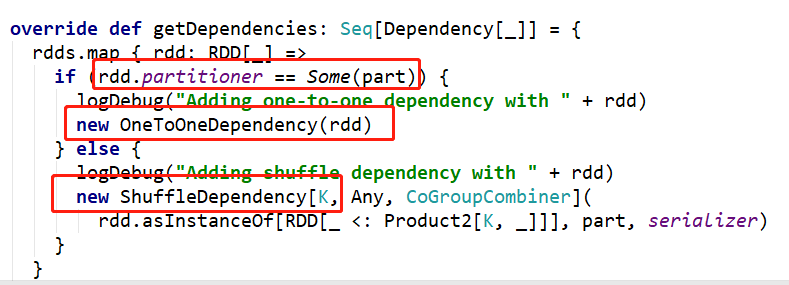 override def getDependencies: Seq[Dependency[_]] = {
rdds.map { rdd: RDD[_] =>
if (rdd.partitioner == Some(part)) {
logDebug("Adding one-to-one dependency with " + rdd)
new OneToOneDependency(rdd)
} else {
logDebug("Adding shuffle dependency with " + rdd)
new ShuffleDependency[K, Any, CoGroupCombiner](
rdd.asInstanceOf[RDD[_ <: Product2[K, _]]], part, serializer)
}
}